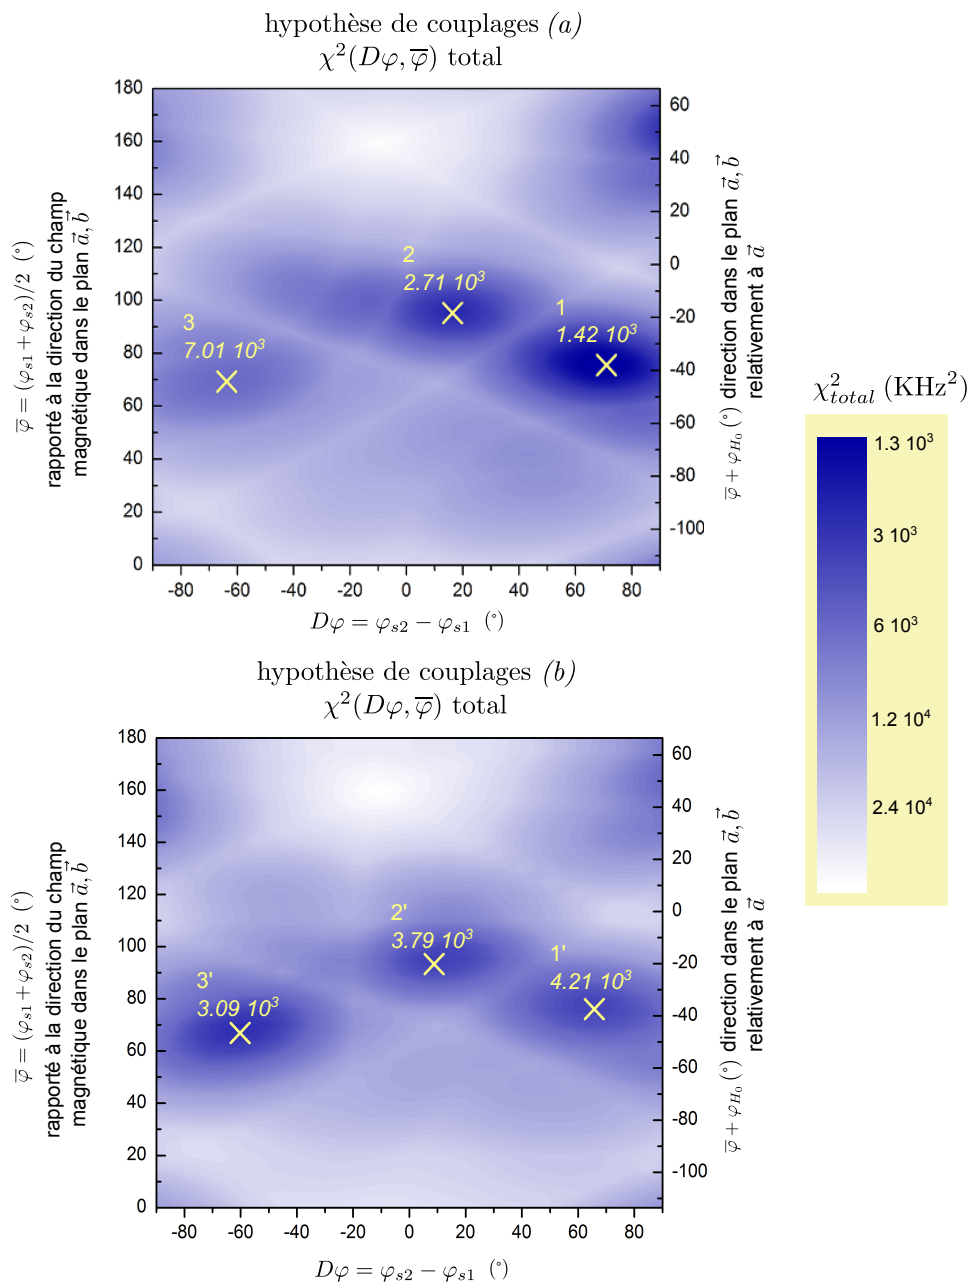 hypothèse de couplages (a)
χ²(Dφ, φ̅) total
φ̅ = (φs1 + φs2)/2 (°)
rapporté à la direction du champ
magnétique dans le plan a⃗, b⃗
180
160
140
120
100
80
60
40
20
0
2
2.71 10³
1
1.42 10³
3
7.01 10³
60
40
20
0
-20
-40
-60
-80
-100
φ̅ + φH₀ (°) direction dans le plan a⃗, b⃗
relativement à a⃗
-80 -60 -40 -20 0 20 40 60 80
Dφ = φs2 − φs1 (°)
χ²total (KHz²)
1.3 10³
3 10³
6 10³
1.2 10⁴
2.4 10⁴
hypothèse de couplages (b)
χ²(Dφ, φ̅) total
φ̅ = (φs1 + φs2)/2 (°)
rapporté à la direction du champ
magnétique dans le plan a⃗, b⃗
180
160
140
120
100
80
60
40
20
0
2'
3.79 10³
1'
4.21 10³
3'
3.09 10³
60
40
20
0
-20
-40
-60
-80
-100
φ̅ + φH₀ (°) direction dans le plan a⃗, b⃗
relativement à a⃗
-80 -60 -40 -20 0 20 40 60 80
Dφ = φs2 − φs1 (°)